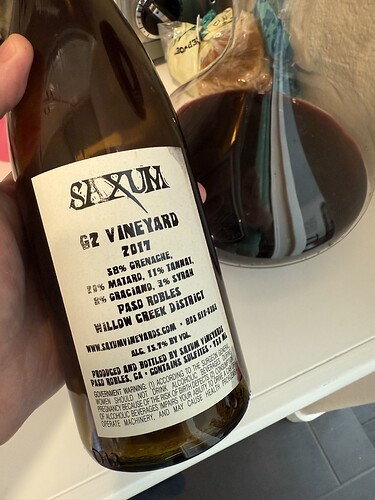 SAXUM
G2 VINEYARD
2017
58% GRENACHE,
20% MATARO, 11% TANNAT,
8% GRACIANO, 3% SYRAH
PASO ROBLES
WILLOW CREEK DISTRICT
WWW.SAXUMVINEYARDS.COM • 805
ALC. 15.7% BY VOL.
PRODUCED AND BOTTLED BY SAXUM VINEYARDS
PASO ROBLES, CA • CONTAINS SULFITES • 750 ML
GOVERNMENT WARNING: (1) ACCORDING TO THE SURGEON GENERAL,
WOMEN SHOULD NOT DRINK ALCOHOLIC BEVERAGES DURING
PREGNANCY BECAUSE OF THE RISK OF BIRTH DEFECTS. (2) CONSUMPTION
OF ALCOHOLIC BEVERAGES IMPAIRS YOUR ABILITY TO DRIVE A CAR OR
OPERATE MACHINERY, AND MAY CAUSE HEALTH PROBLEMS.